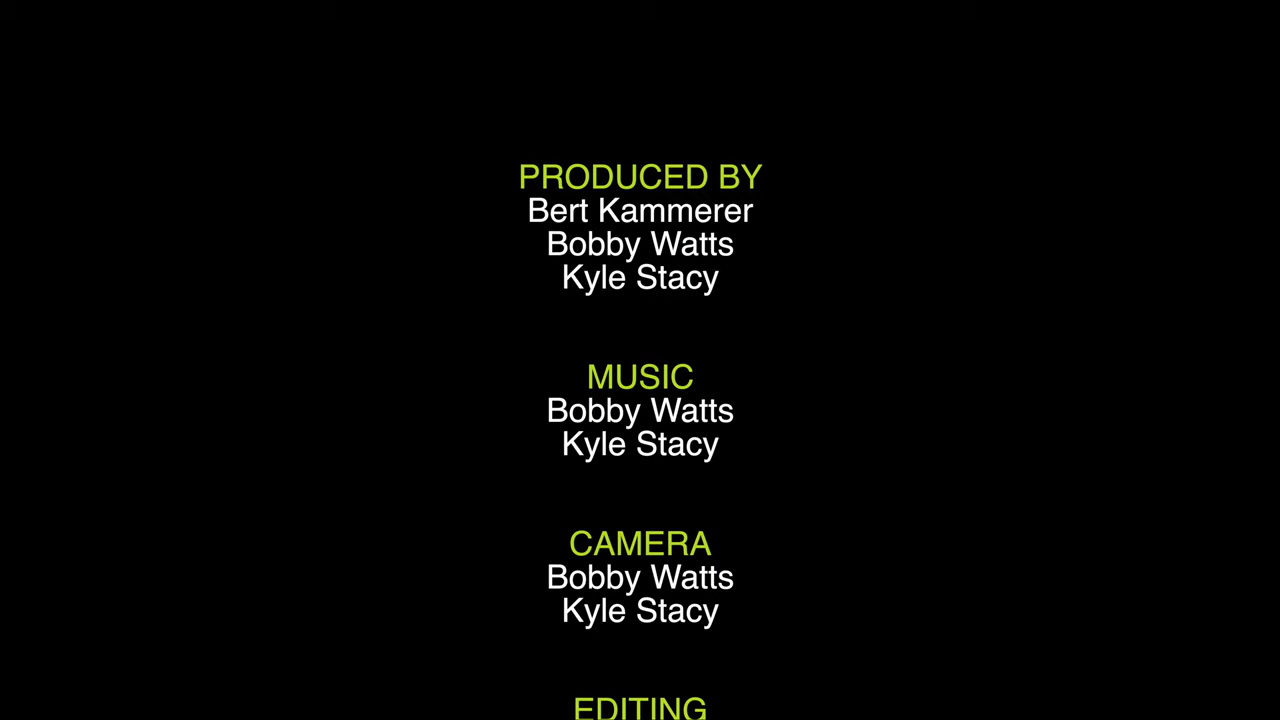 PRODUCED BY
Bert Kammerer
Bobby Watts
Kyle Stacy
MUSIC
Bobby Watts
Kyle Stacy
CAMERA
Bobby Watts
Kyle Stacy
EDITING